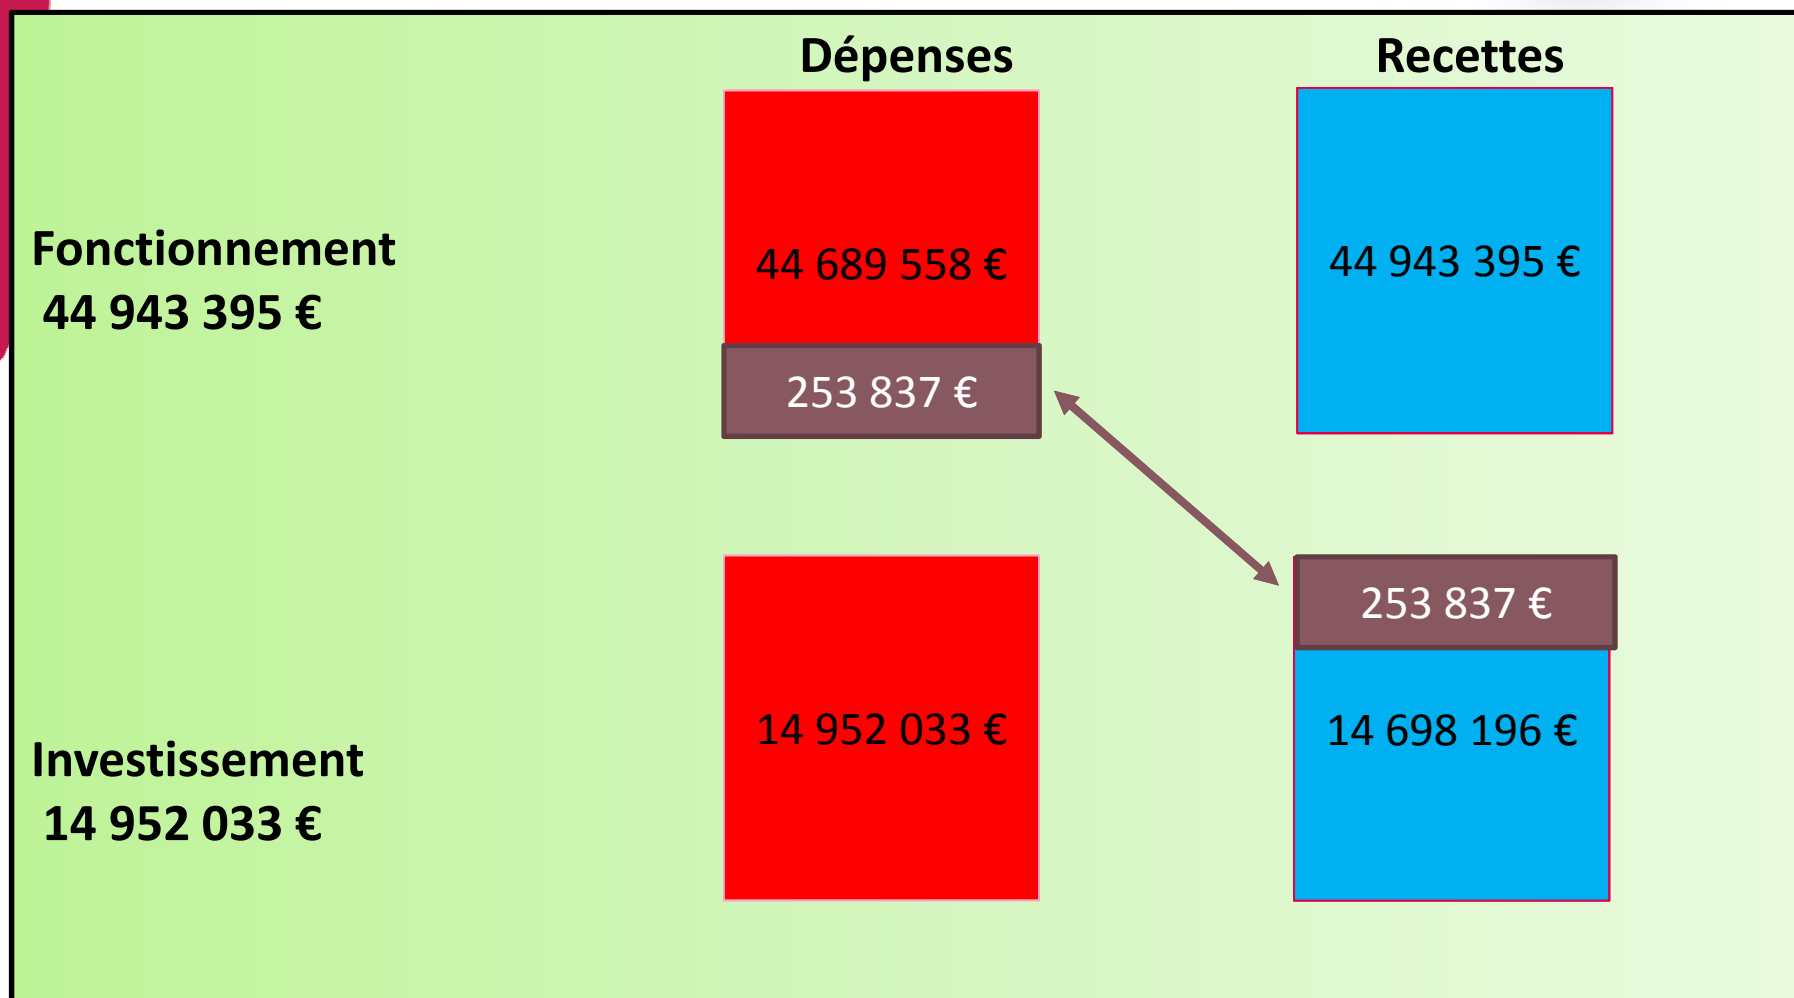 Dépenses
Recettes
Fonctionnement
44 943 395 €
44 689 558 €
253 837 €
44 943 395 €
Investissement
14 952 033 €
14 952 033 €
253 837 €
14 698 196 €